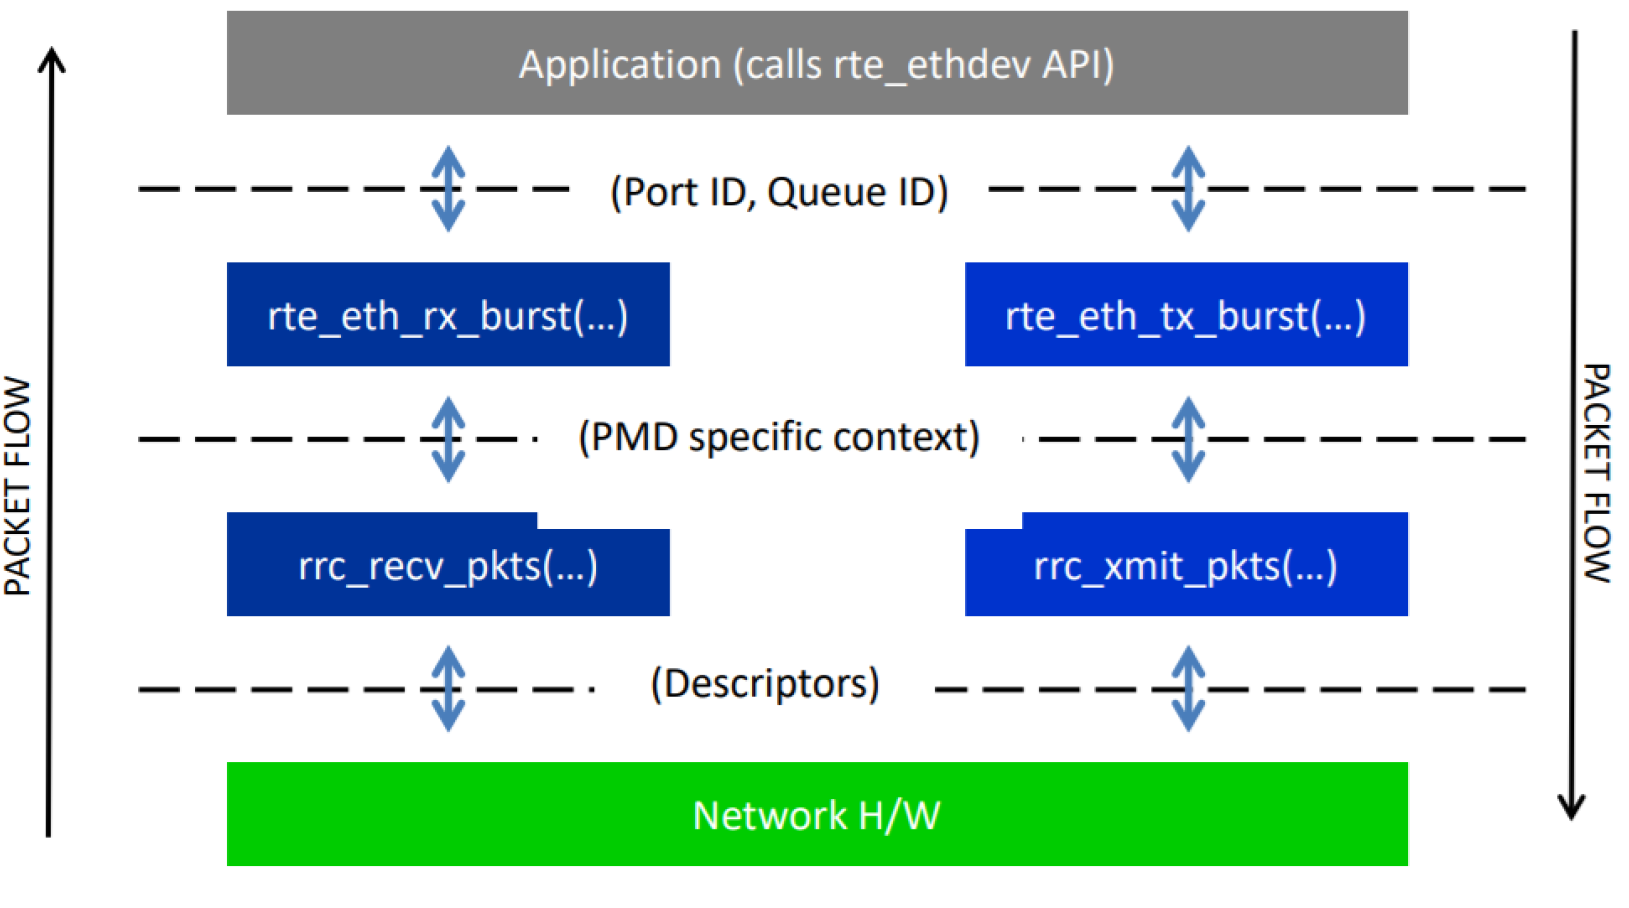 Application (calls rte_ethdev API)
(Port ID, Queue ID)
rte_eth_rx_burst(...)
rte_eth_tx_burst(...)
PACKET FLOW
PACKET FLOW
(PMD specific context)
rrc_recv_pkts(...)
rrc_xmit_pkts(...)
(Descriptors)
Network H/W